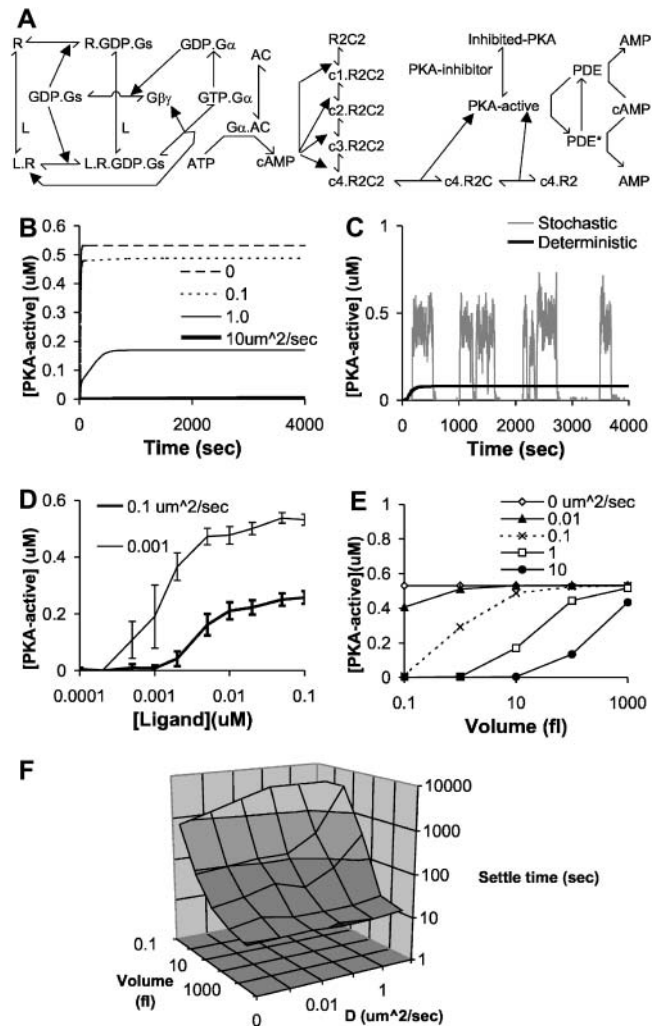 A
R
R.GDP.Gs
GDP.Gα
AC
R2C2
Inhibited-PKA
AMP
c1.R2C2
PKA-inhibitor
PDE
GDP.Gs
Gβγ
GTP.Gα
c2.R2C2
PKA-active
cAMP
L
L
Gα.AC
c3.R2C2
PDE*
L.R
L.R.GDP.Gs
ATP
cAMP
c4.R2C2
c4.R2C
c4.R2
AMP
B
[PKA-active] (uM)
0.6
0.5
0.4
0.3
0.2
0.1
0
0
0.1
1.0
10um^2/sec
0
2000
4000
Time (sec)
C
[PKA-active] (uM)
Stochastic
Deterministic
1
0.5
0
0
1000
2000
3000
4000
Time (sec)
D
[PKA-active] (uM)
0.1 um^2/sec
0.001
0.6
0.4
0.2
0
0.0001
0.001
0.01
0.1
[Ligand](uM)
E
[PKA-active](uM)
0 um^2/sec
0.01
0.1
1
10
1
0.8
0.6
0.4
0.2
0
0.1
1
10
100
1000
Volume (fl)
F
10000
1000
100
10
1
Settle time (sec)
0.1
10
1000
Volume
(fl)
0
0.01
1
D (um^2/sec)